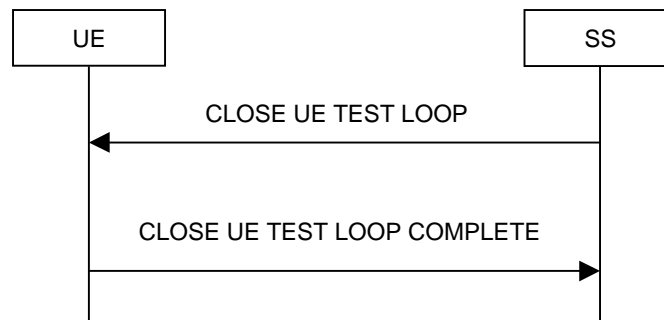 UE
SS
CLOSE UE TEST LOOP
CLOSE UE TEST LOOP COMPLETE